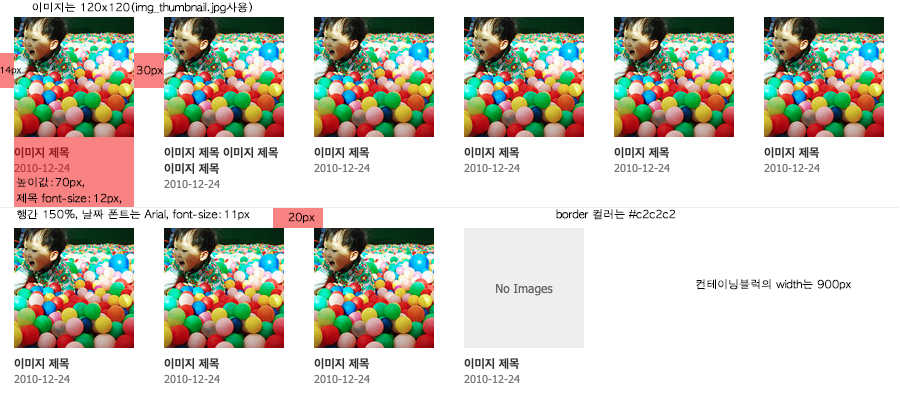 이미지는 120x120(img_thumbnail.jpg사용)
14px
30px
이미지 제목
2010-12-24
높이값:70px,
제목 font-size:12px,
행간 150%, 날짜 폰트는 Arial, font-size:11px
이미지 제목 이미지 제목
이미지 제목
2010-12-24
이미지 제목
2010-12-24
이미지 제목
2010-12-24
이미지 제목
2010-12-24
이미지 제목
2010-12-24
20px
border 컬러는 #c2c2c2
이미지 제목
2010-12-24
이미지 제목
2010-12-24
이미지 제목
2010-12-24
No Images
이미지 제목
2010-12-24
컨테이닝블럭의 width는 900px